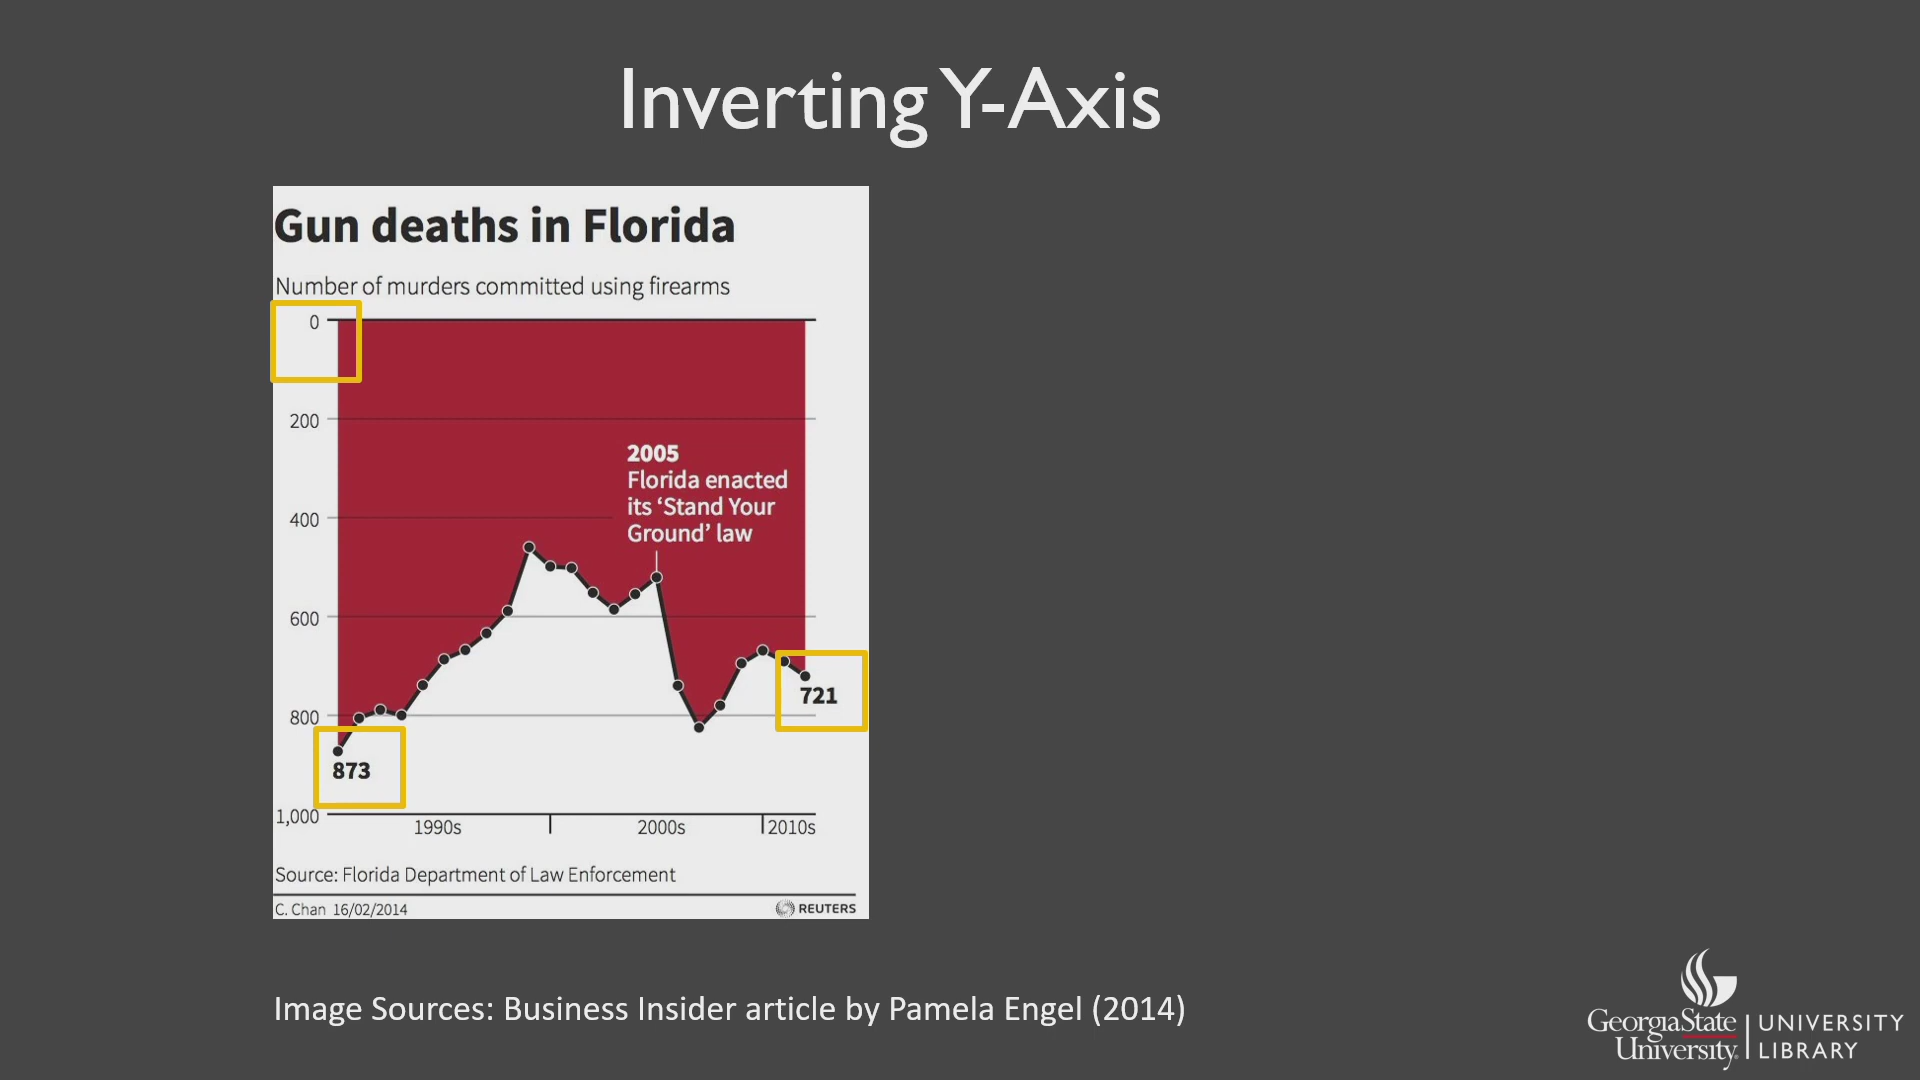 Inverting Y-Axis
Gun deaths in Florida
Number of murders committed using firearms
0
200
2005
Florida enacted
its ‘Stand Your
Ground’ law
400
600
721
800
873
1,000
1990s 2000s 2010s
Source: Florida Department of Law Enforcement
C. Chan 16/02/2014 REUTERS
Image Sources: Business Insider article by Pamela Engel (2014)
GeorgiaState University
UNIVERSITY LIBRARY